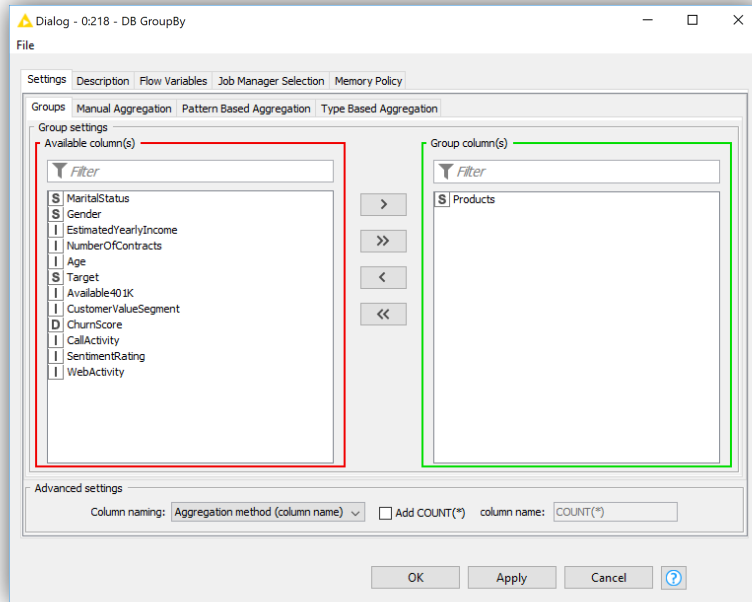 Dialog - 0:218 - DB GroupBy
File
Settings Description Flow Variables Job Manager Selection Memory Policy
Groups Manual Aggregation Pattern Based Aggregation Type Based Aggregation
Group settings
Available column(s)
Filter
S MaritalStatus
S Gender
I EstimatedYearlyIncome
I NumberOfContracts
I Age
S Target
I Available401K
I CustomerValueSegment
D ChurnScore
I CallActivity
I SentimentRating
I WebActivity
>
>>
<
<<
Group column(s)
Filter
S Products
Advanced settings
Column naming: Aggregation method (column name) Add COUNT(*) column name: COUNT(*)
OK Apply Cancel ?